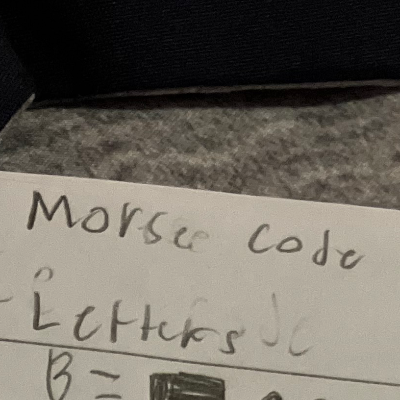 Morse code
Letters
B =